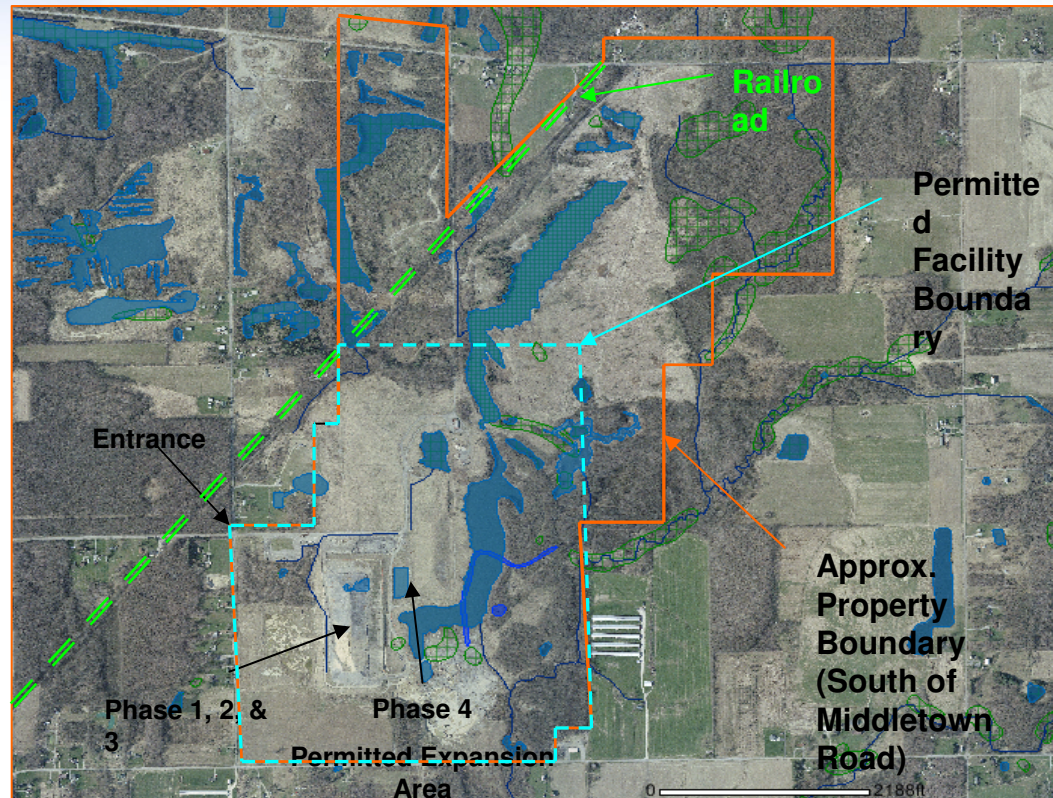 Railro
ad
Permitte
d
Facility
Bounda
ry
Entrance
Approx.
Property
Boundary
(South of
Middletown
Road)
Phase 1, 2, &
3
Phase 4
Permitted Expansion
Area
0 2188ft